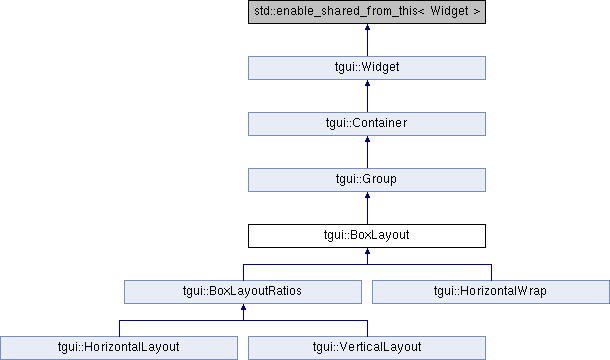 std::enable_shared_from_this< Widget >
tgui::Widget
tgui::Container
tgui::Group
tgui::BoxLayout
tgui::BoxLayoutRatios
tgui::HorizontalWrap
tgui::HorizontalLayout
tgui::VerticalLayout